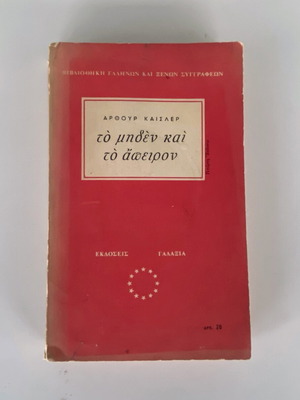 ΒΙΒΛΙΟΘΗΚΗ ΕΛΛΗΝΩΝ ΚΑΙ ΞΕΝΩΝ ΣΥΓΓΡΑΦΕΩΝ
ΑΡΘΟΥΡ ΚΑΙΣΛΕΡ
τὸ μηδὲν καὶ
τὸ ἄπειρον
ΕΚΔΟΣΕΙΣ ΓΑΛΑΞΙΑ